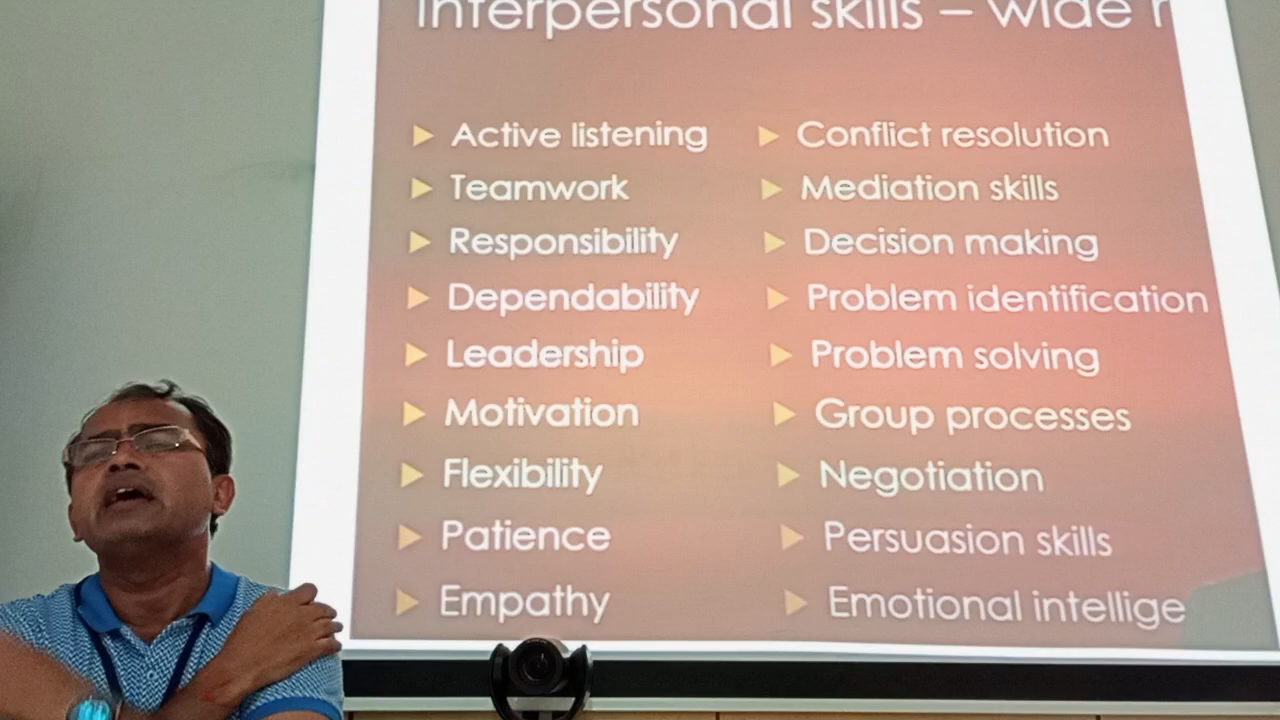 Interpersonal skills – wide r
Active listening
Teamwork
Responsibility
Dependability
Leadership
Motivation
Flexibility
Patience
Empathy
Conflict resolution
Mediation skills
Decision making
Problem identification
Problem solving
Group processes
Negotiation
Persuasion skills
Emotional intellige